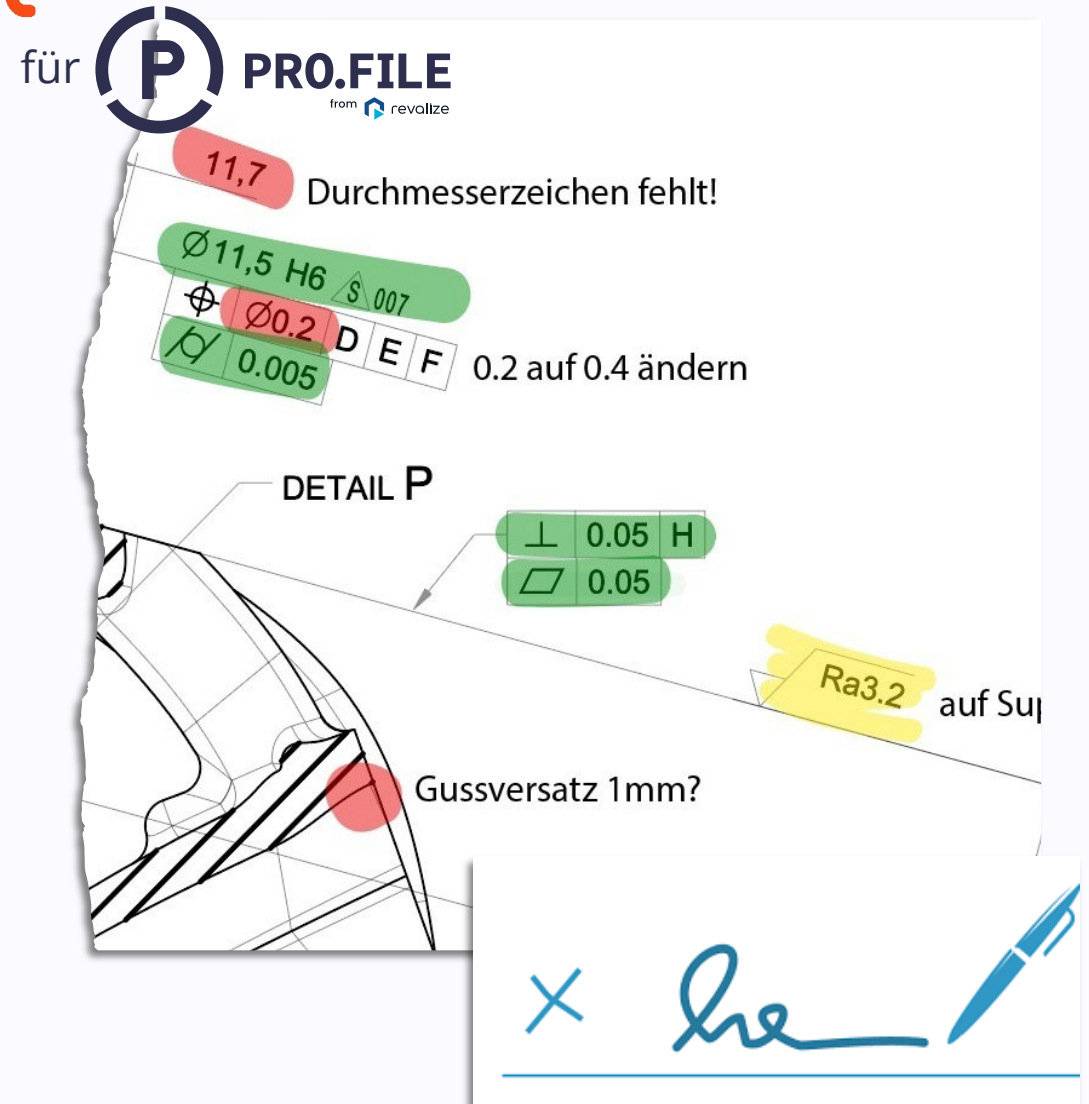 für P PRO.FILE
from revalize
11,7
Durchmesserzeichen fehlt!
Ø11,5 H6 S 007
Ø0.2 D E F
0.005
0.2 auf 0.4 ändern
DETAIL P
0.05 H
0.05
Ra3.2
auf
Gussversatz 1mm?